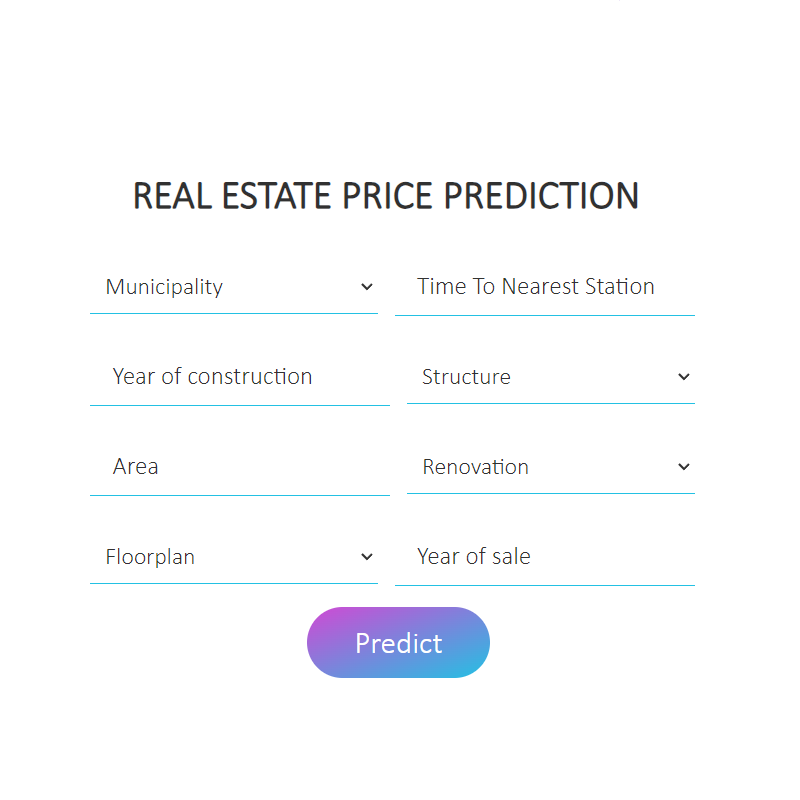 REAL ESTATE PRICE PREDICTION
Municipality
Time To Nearest Station
Year of construction
Structure
Area
Renovation
Floorplan
Year of sale
Predict